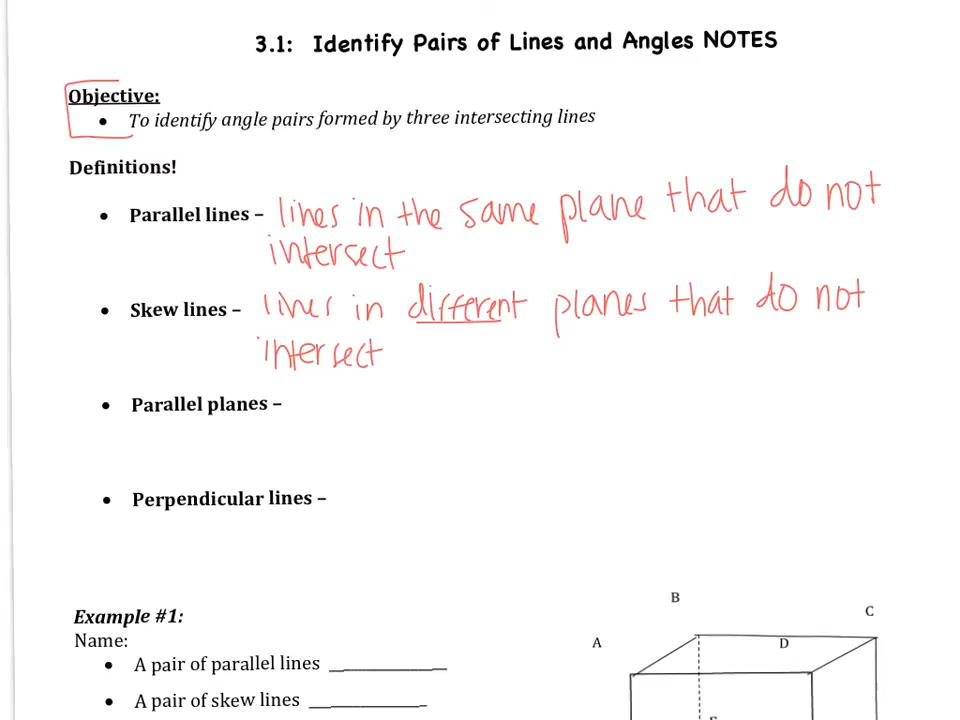 3.1: Identify Pairs of Lines and Angles NOTES
Objective:
• To identify angle pairs formed by three intersecting lines
Definitions!
• Parallel lines – lines in the same plane that do not
intersect
• Skew lines – lines in different planes that do not
intersect
• Parallel planes –
• Perpendicular lines –
B
Example #1:
C
Name:
A
D
• A pair of parallel lines ____________
• A pair of skew lines ____________